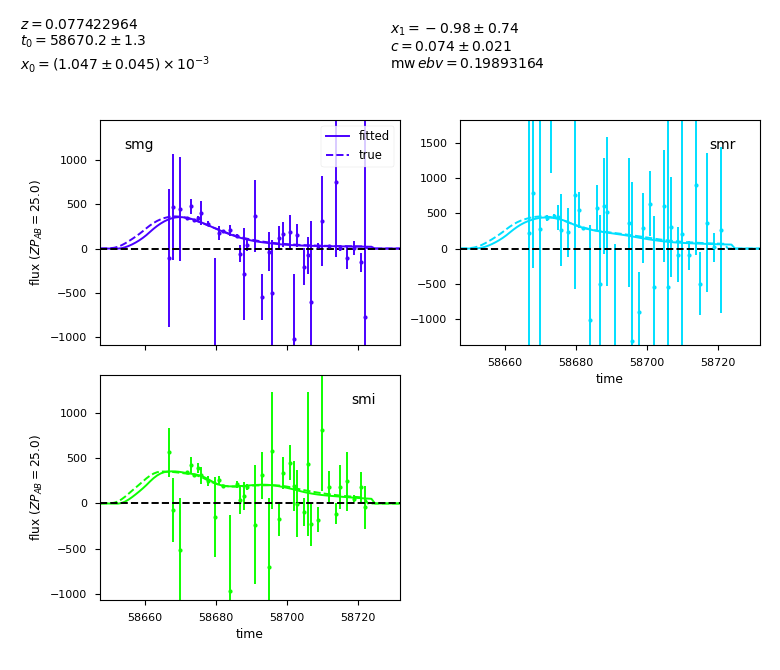 z = 0.077422964
t₀ = 58670.2 ± 1.3
x₀ = (1.047 ± 0.045) × 10⁻³
x₁ = −0.98 ± 0.74
c = 0.074 ± 0.021
mw ebv = 0.19893164
smg
fitted
true
1000
500
0
−500
−1000
flux (ZP_AB = 25.0)
smr
1500
1000
500
0
−500
−1000
58660 58680 58700 58720
time
smi
1000
500
0
−500
−1000
flux (ZP_AB = 25.0)
58660 58680 58700 58720
time